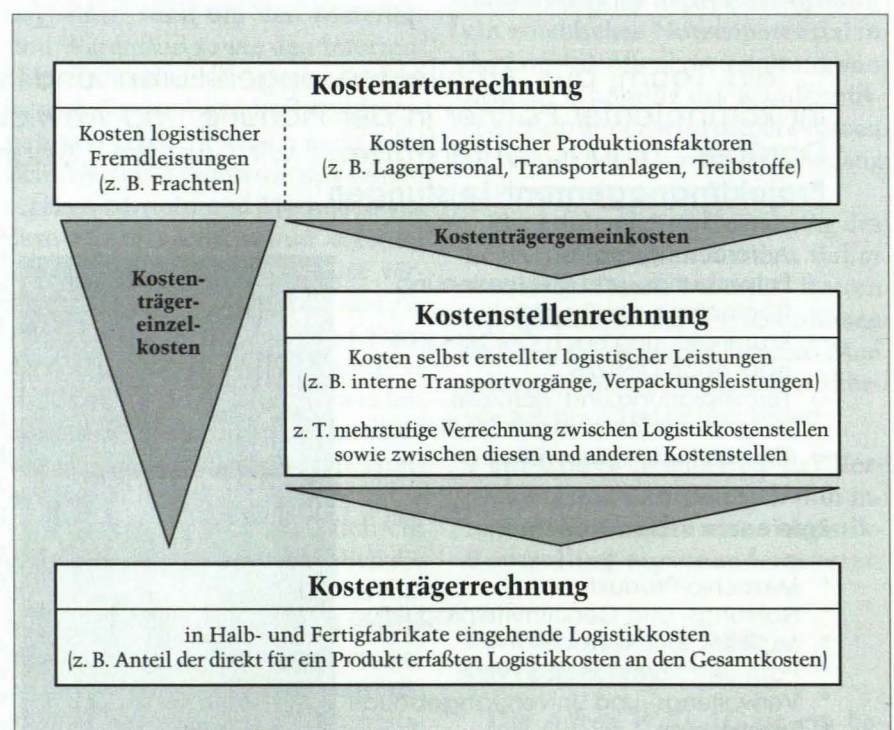 Kostenartenrechnung
Kosten logistischer
Fremdleistungen
(z. B. Frachten)
Kosten logistischer Produktionsfaktoren
(z. B. Lagerpersonal, Transportanlagen, Treibstoffe)
Kosten-
träger-
einzel-
kosten
Kostenträgergemeinkosten
Kostenstellenrechnung
Kosten selbst erstellter logistischer Leistungen
(z. B. interne Transportvorgänge, Verpackungsleistungen)
z. T. mehrstufige Verrechnung zwischen Logistikkostenstellen
sowie zwischen diesen und anderen Kostenstellen
Kostenträgerrechnung
in Halb- und Fertigfabrikate eingehende Logistikkosten
(z. B. Anteil der direkt für ein Produkt erfaßten Logistikkosten an den Gesamtkosten)